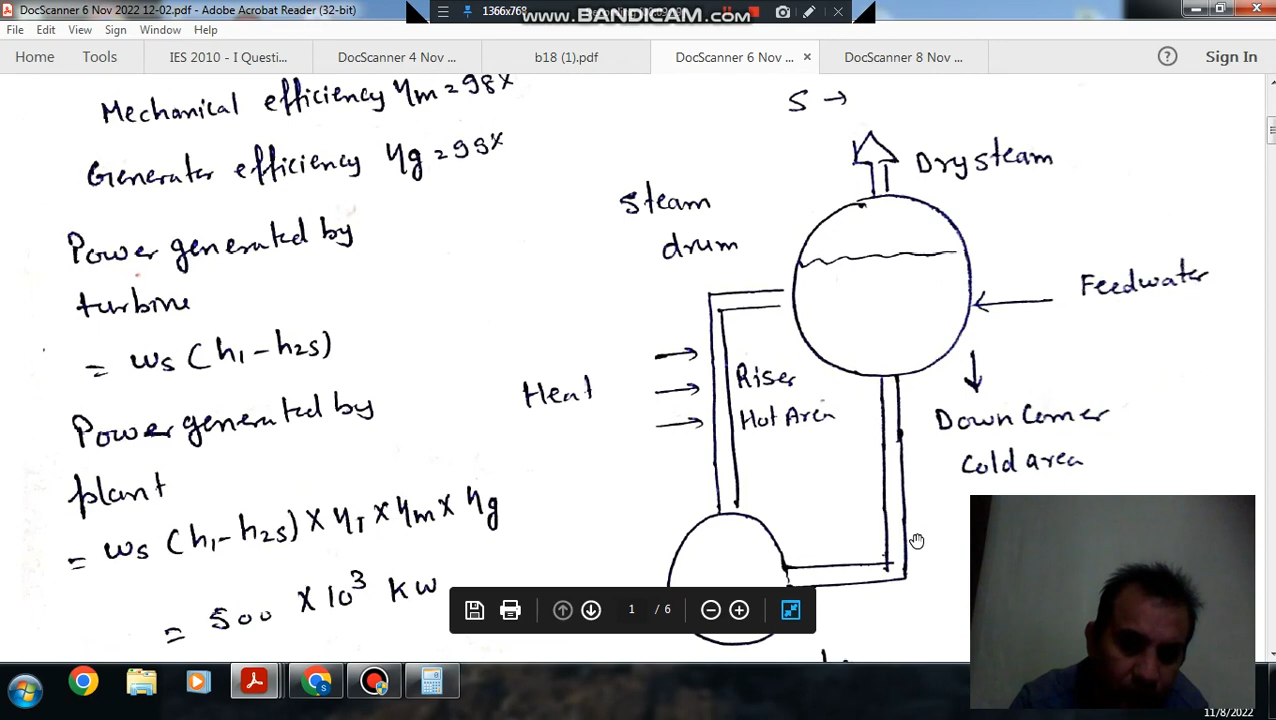 DocScanner 6 Nov 2022 12-02.pdf - Adobe Acrobat Reader (32-bit)
1366x768
www.BANDICAM.com
File Edit View Sign Window Help
Home Tools IES 2010 - I Questi... DocScanner 4 Nov ... b18 (1).pdf DocScanner 6 Nov ... × DocScanner 8 Nov ... Sign In
Mechanical efficiency ηm = 98%
Generator efficiency ηg = 99%
Power generated by
turbine
= ws (h1 - h2s)
Power generated by
plant
= ws (h1 - h2s) × ηT × ηm × ηg
= 500 × 10³ kw
S →
Dry steam
Steam
drum
Feedwater
Heat
Riser
Hot Area
Down Comer
Cold area
1 / 6
11/8/2022